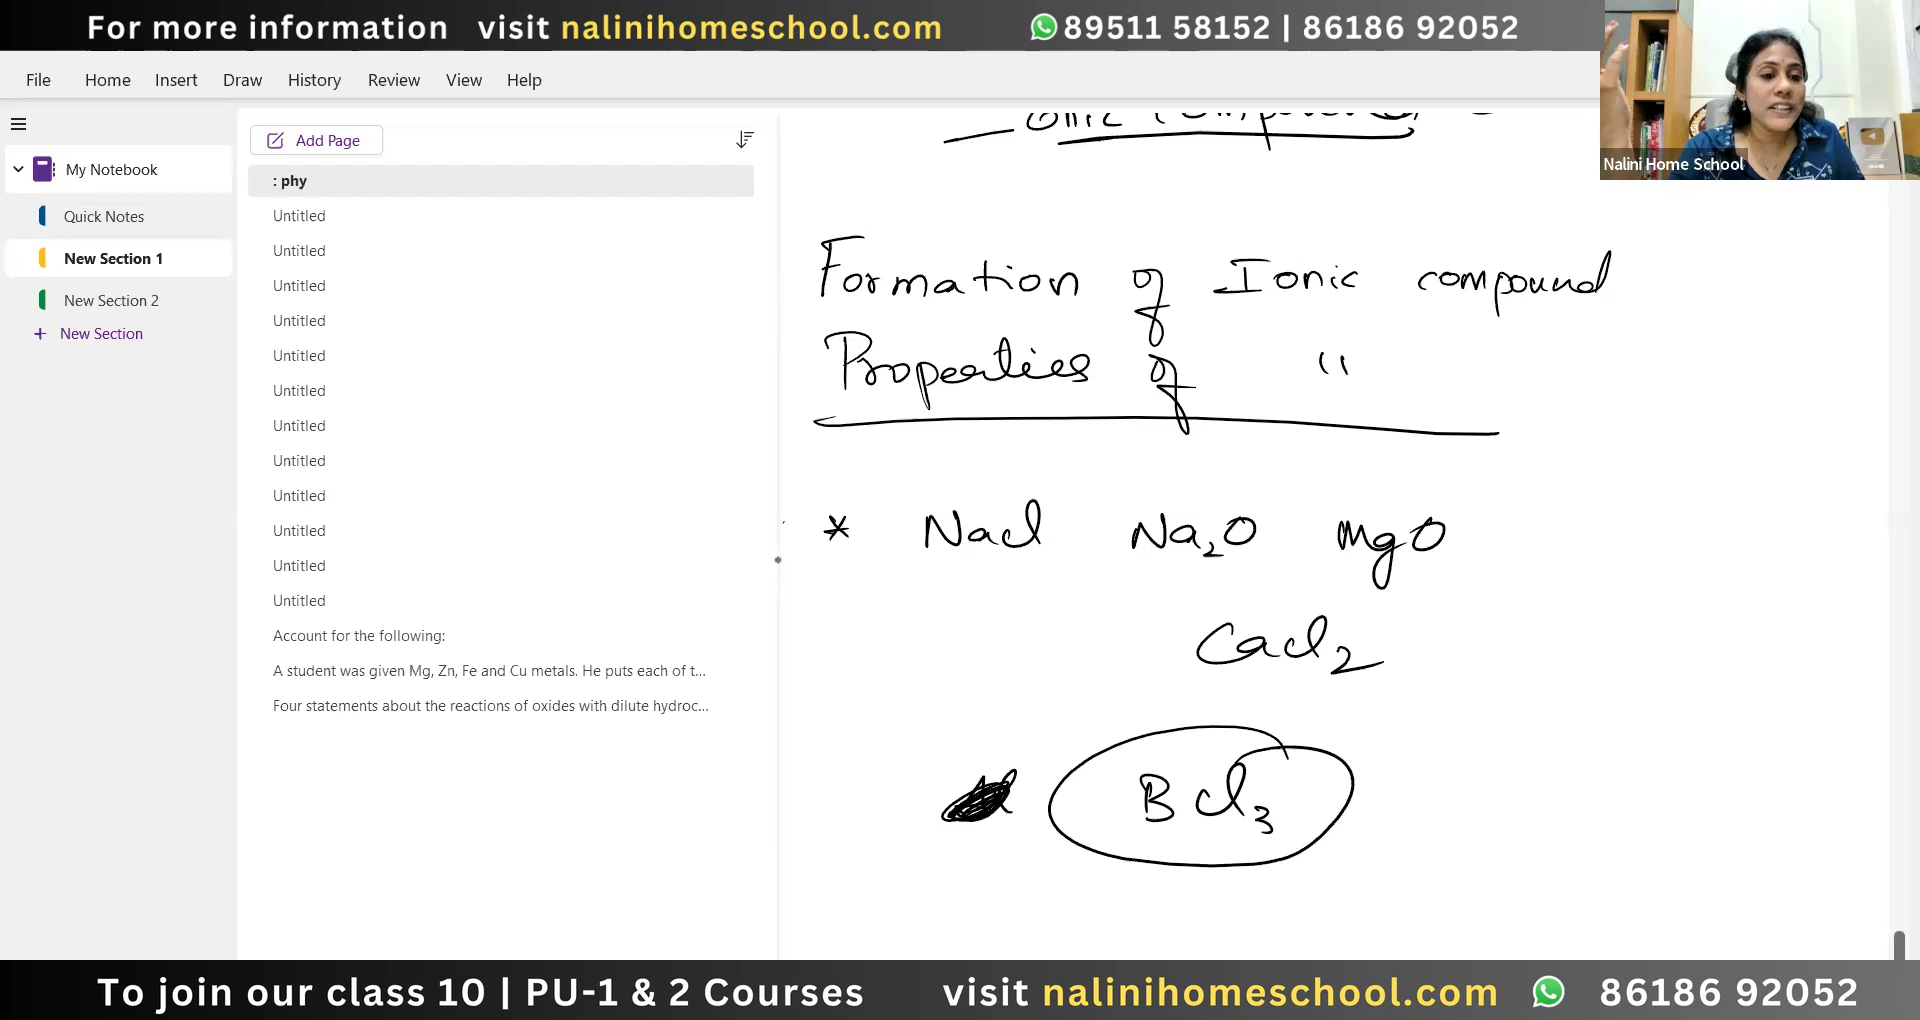 For more information visit nalinihomeschool.com 89511 58152 | 86186 92052
File Home Insert Draw History Review View Help
Nalini Home School
My Notebook
Quick Notes
New Section 1
New Section 2
+ New Section
Add Page
: phy
Untitled
Untitled
Untitled
Untitled
Untitled
Untitled
Untitled
Untitled
Untitled
Untitled
Untitled
Untitled
Account for the following:
A student was given Mg, Zn, Fe and Cu metals. He puts each of t...
Four statements about the reactions of oxides with dilute hydroc...
Ionic compound
Formation of Ionic compound
Properties of "
* NaCl Na₂O MgO
CaCl₂
BCl₃
To join our class 10 | PU-1 & 2 Courses visit nalinihomeschool.com 86186 92052